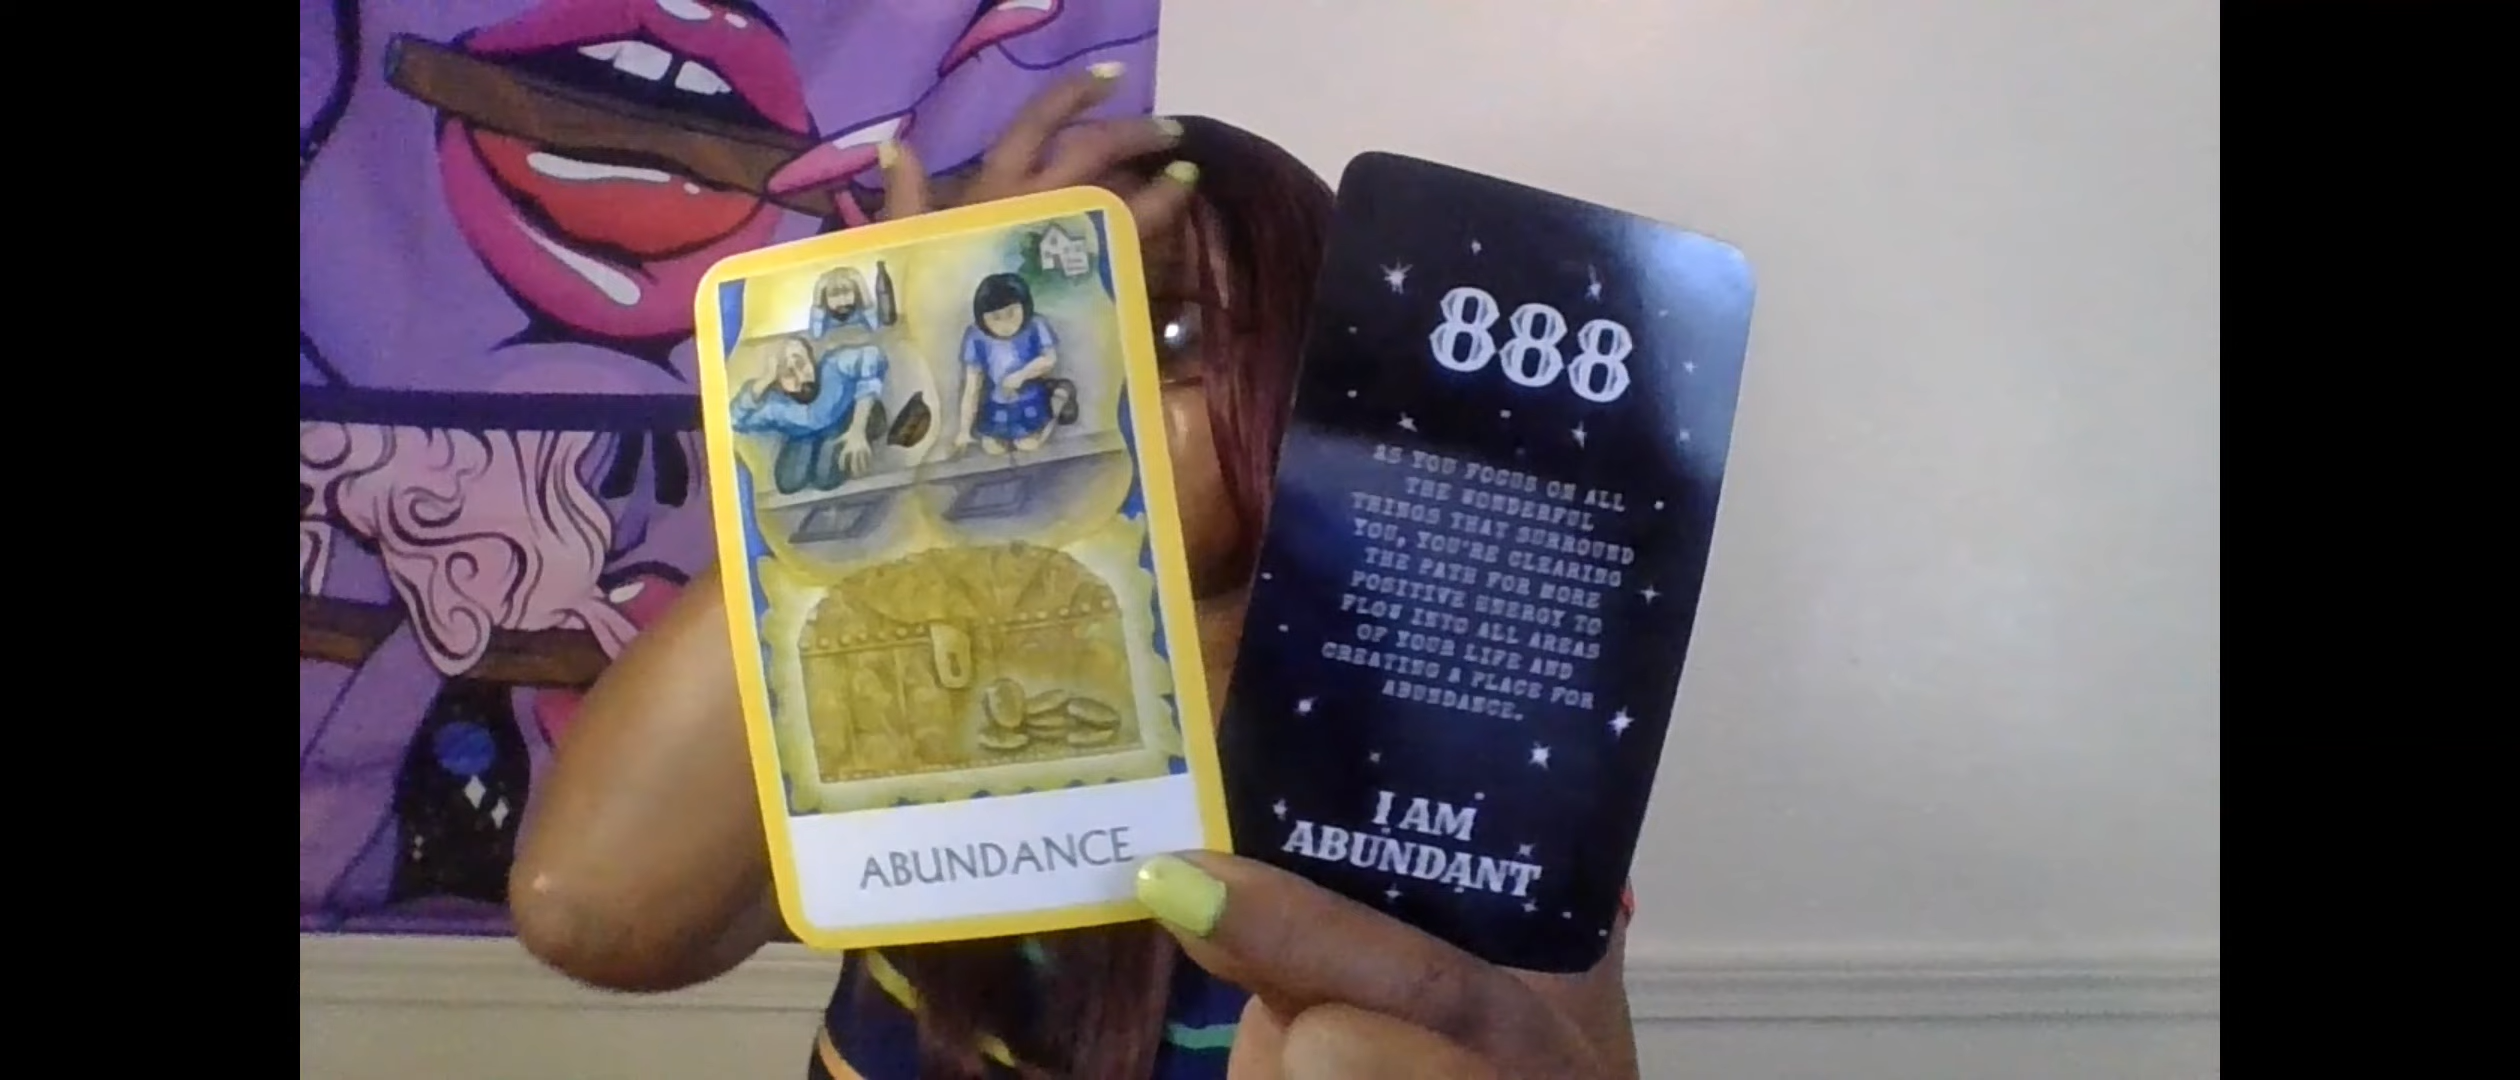 ABUNDANCE
888
AS YOU FOCUS ON ALL
THE WONDERFUL
THINGS THAT SURROUND
YOU, YOU'RE CLEARING
THE PATH FOR MORE
POSITIVE ENERGY TO
FLOW INTO ALL AREAS
OF YOUR LIFE AND
CREATING A PLACE FOR
ABUNDANCE.
I AM
ABUNDANT